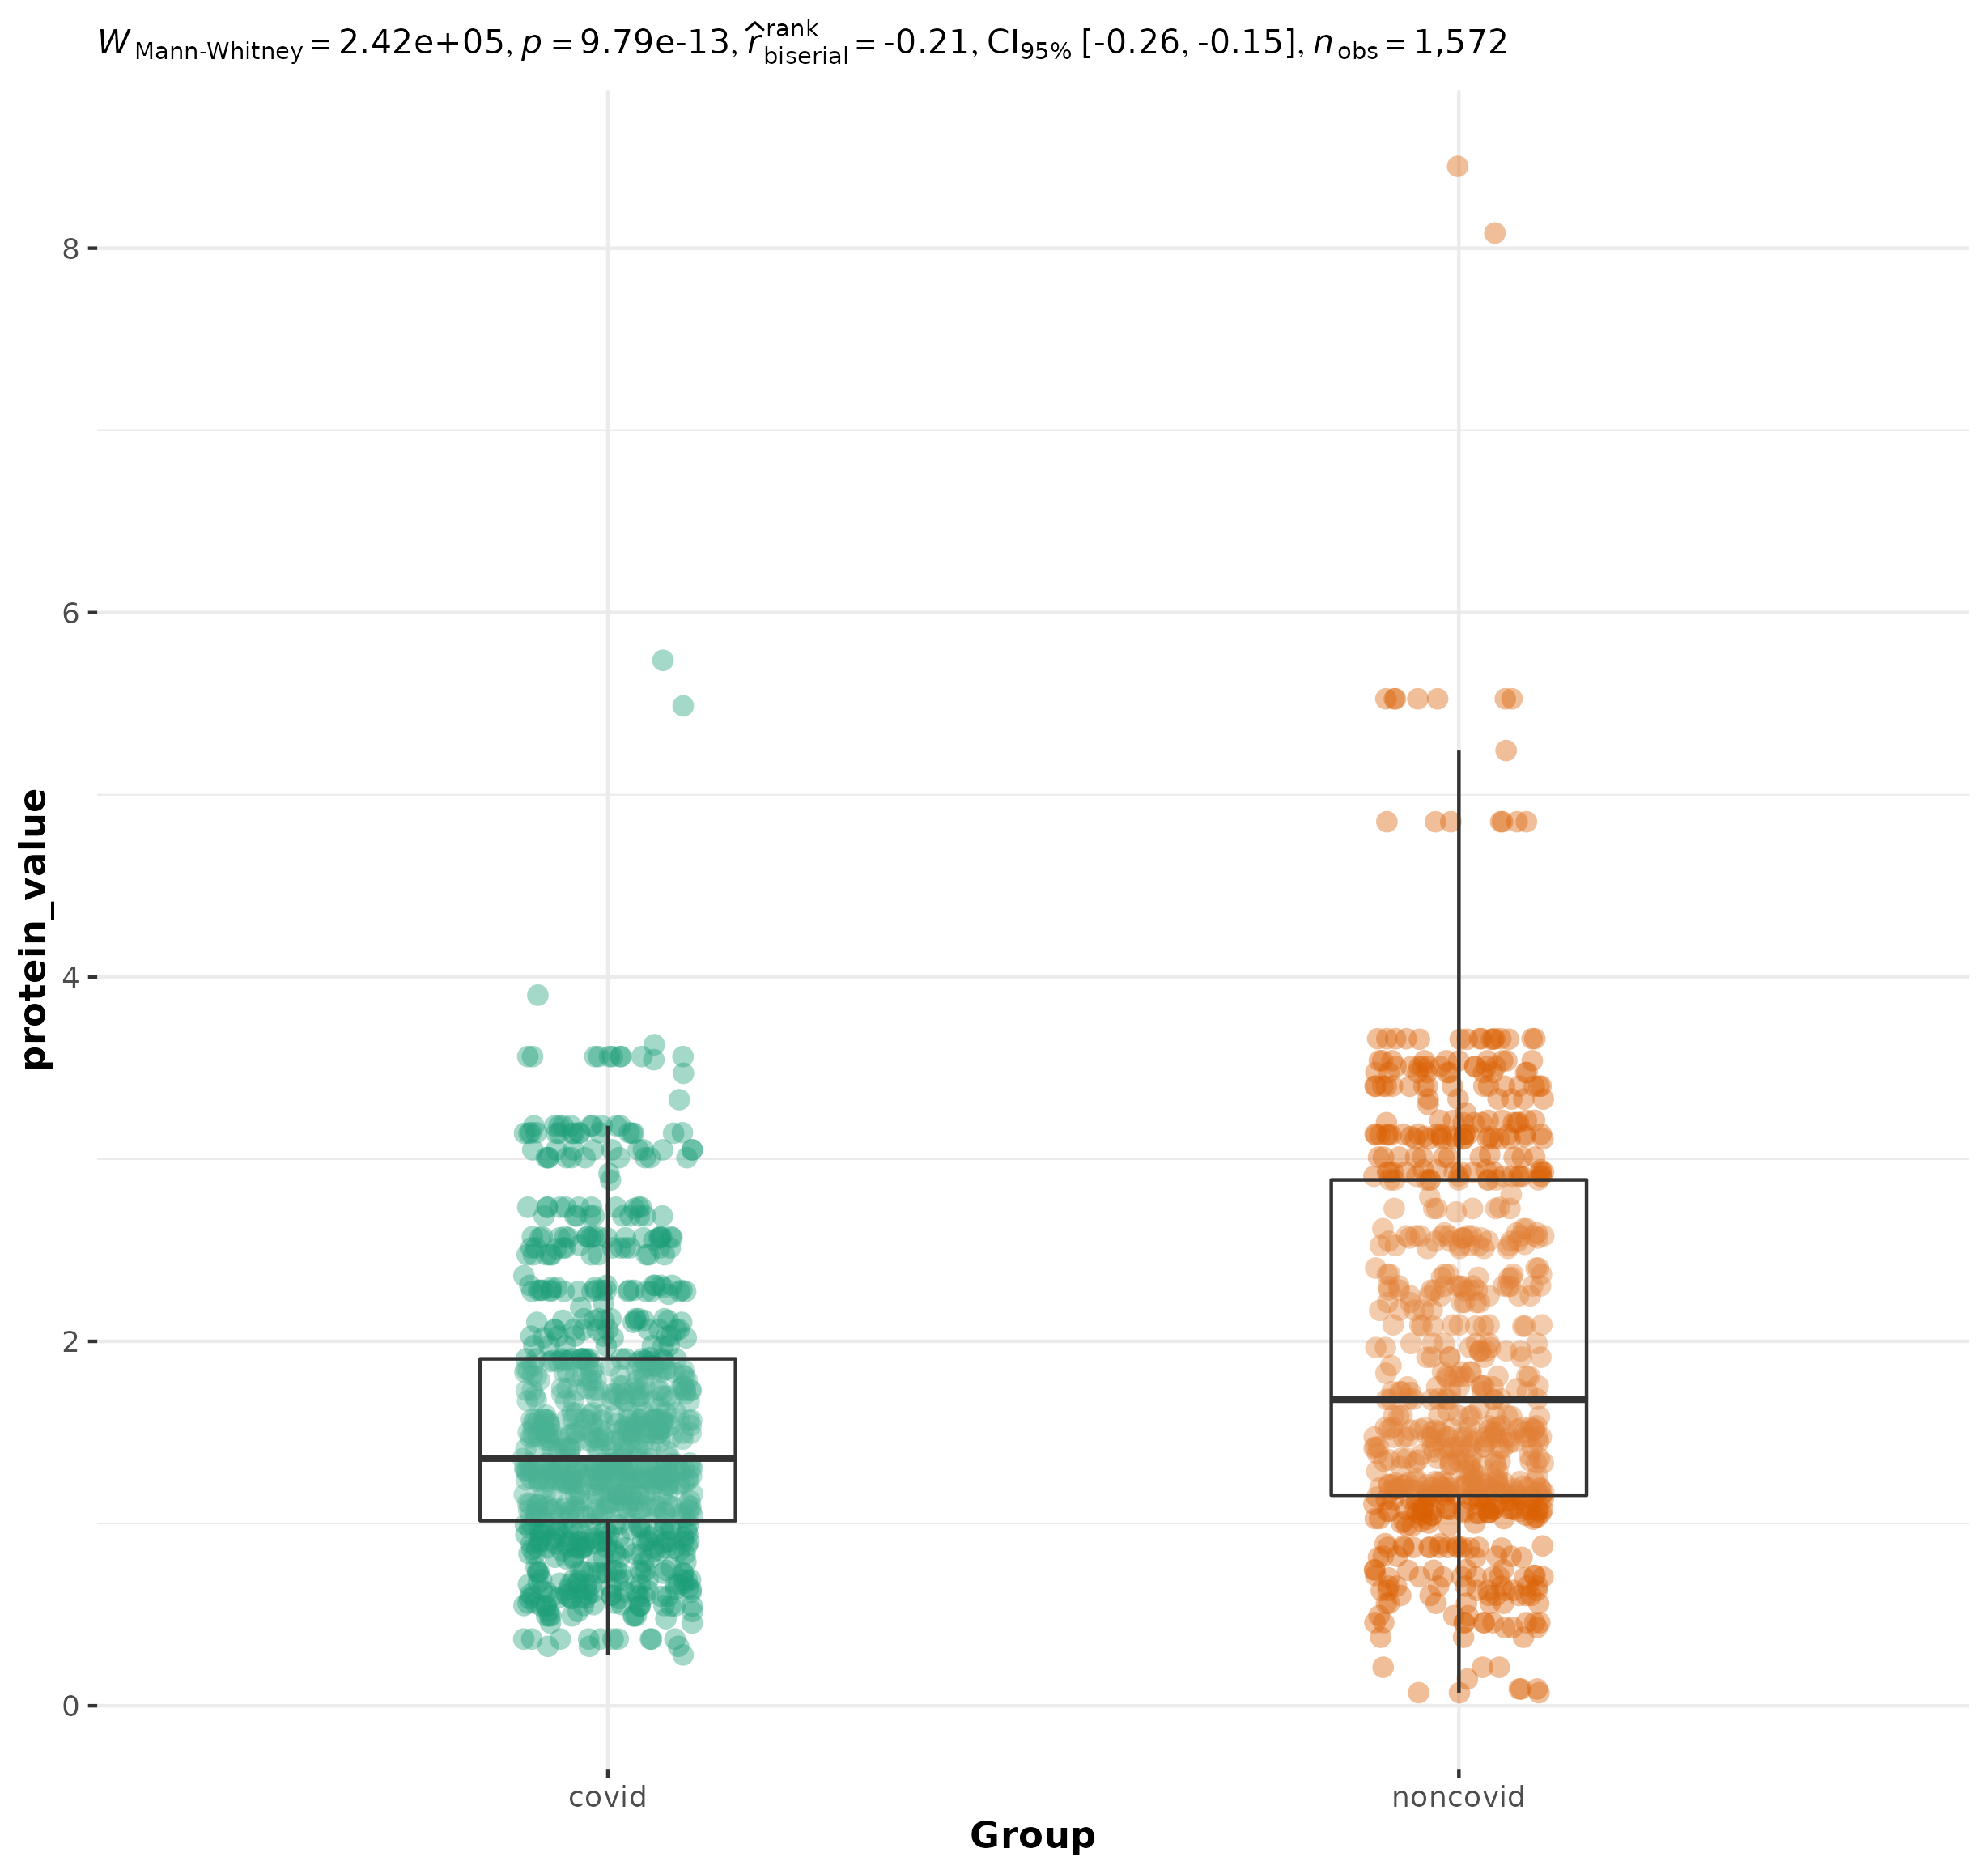 W Mann-Whitney = 2.42e+05, p = 9.79e-13, r̂ rank biserial = -0.21, CI95% [-0.26, -0.15], n obs = 1,572
8
6
4
2
0
protein_value
covid noncovid
Group